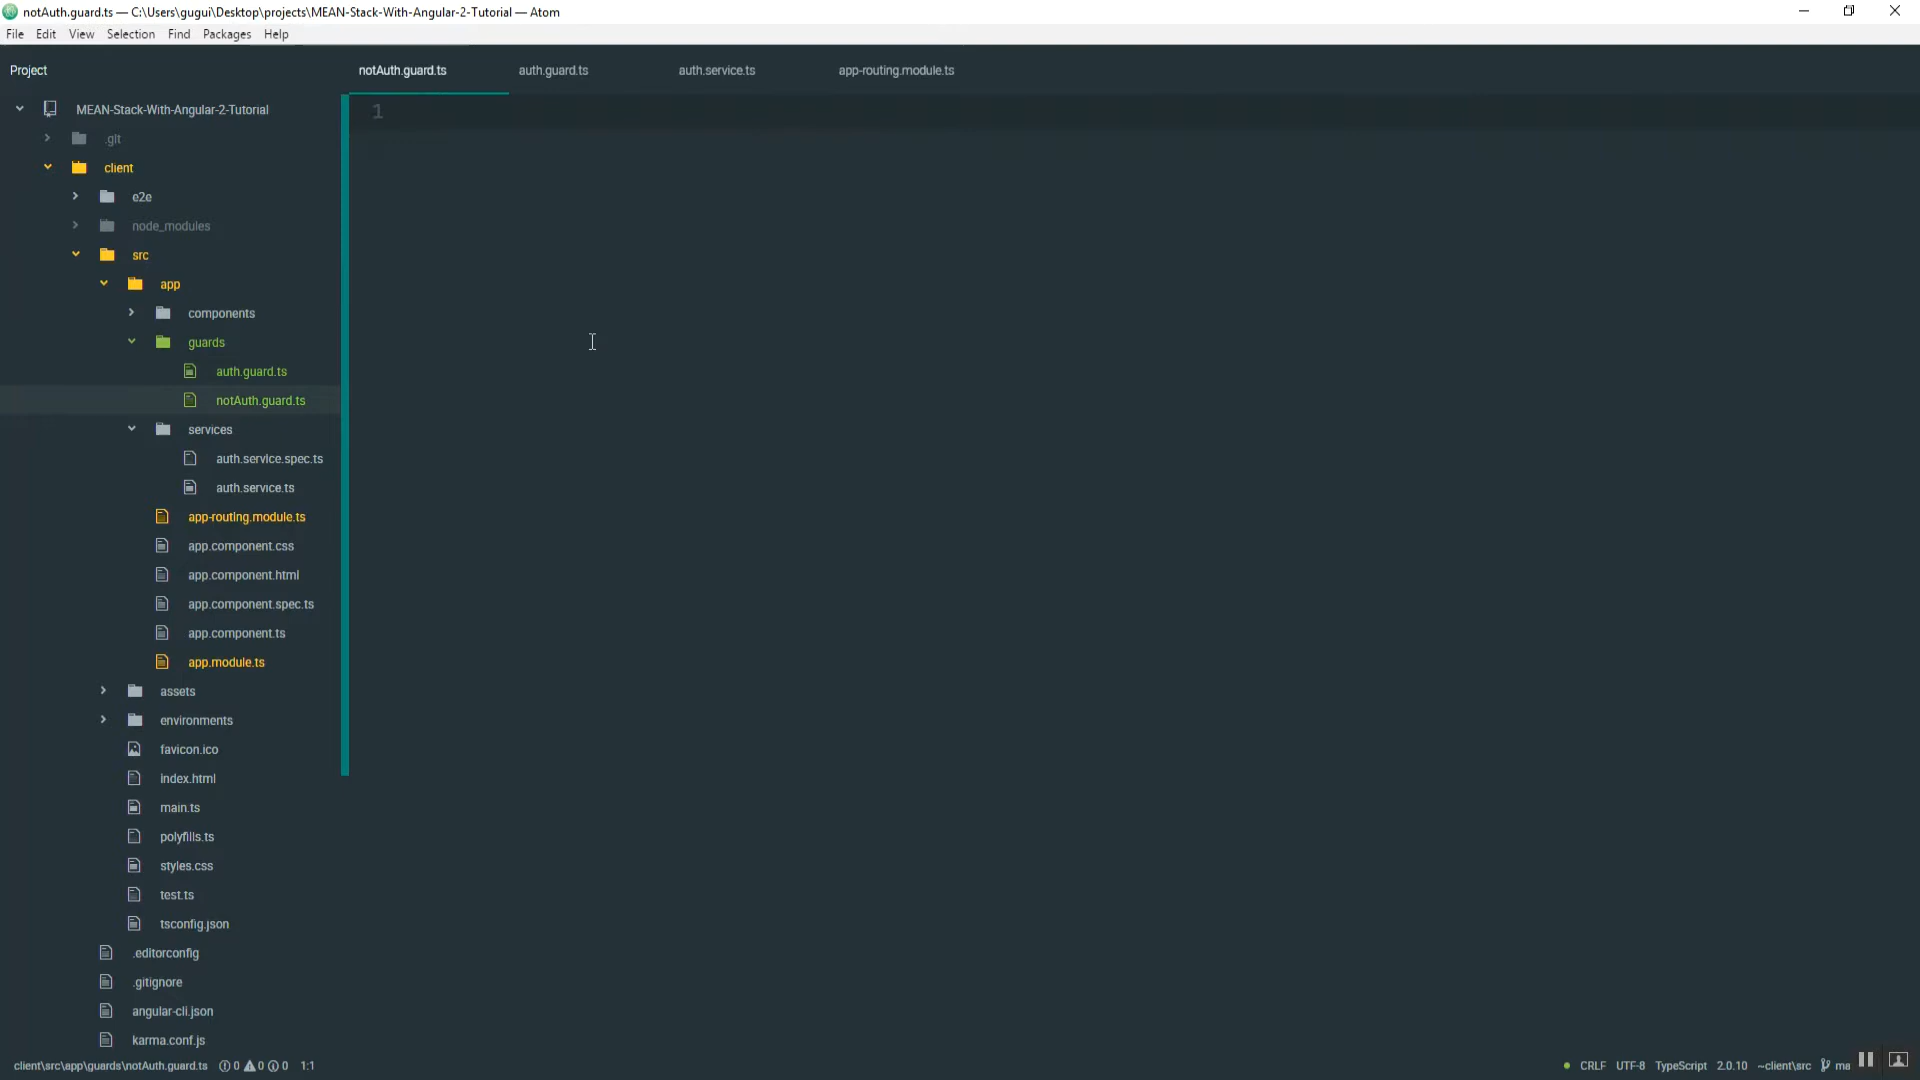 notAuth.guard.ts — C:\Users\gugui\Desktop\projects\MEAN-Stack-With-Angular-2-Tutorial — Atom
File Edit View Selection Find Packages Help
Project
notAuth.guard.ts auth.guard.ts auth.service.ts app-routing.module.ts
MEAN-Stack-With-Angular-2-Tutorial
1
.git
client
e2e
node_modules
src
app
components
guards
auth.guard.ts
notAuth.guard.ts
services
auth.service.spec.ts
auth.service.ts
app-routing.module.ts
app.component.css
app.component.html
app.component.spec.ts
app.component.ts
app.module.ts
assets
environments
favicon.ico
index.html
main.ts
polyfills.ts
styles.css
test.ts
tsconfig.json
.editorconfig
.gitignore
angular-cli.json
karma.conf.js
client\src\app\guards\notAuth.guard.ts 0 0 0 1:1 CRLF UTF-8 TypeScript 2.0.10 ~client\src ma